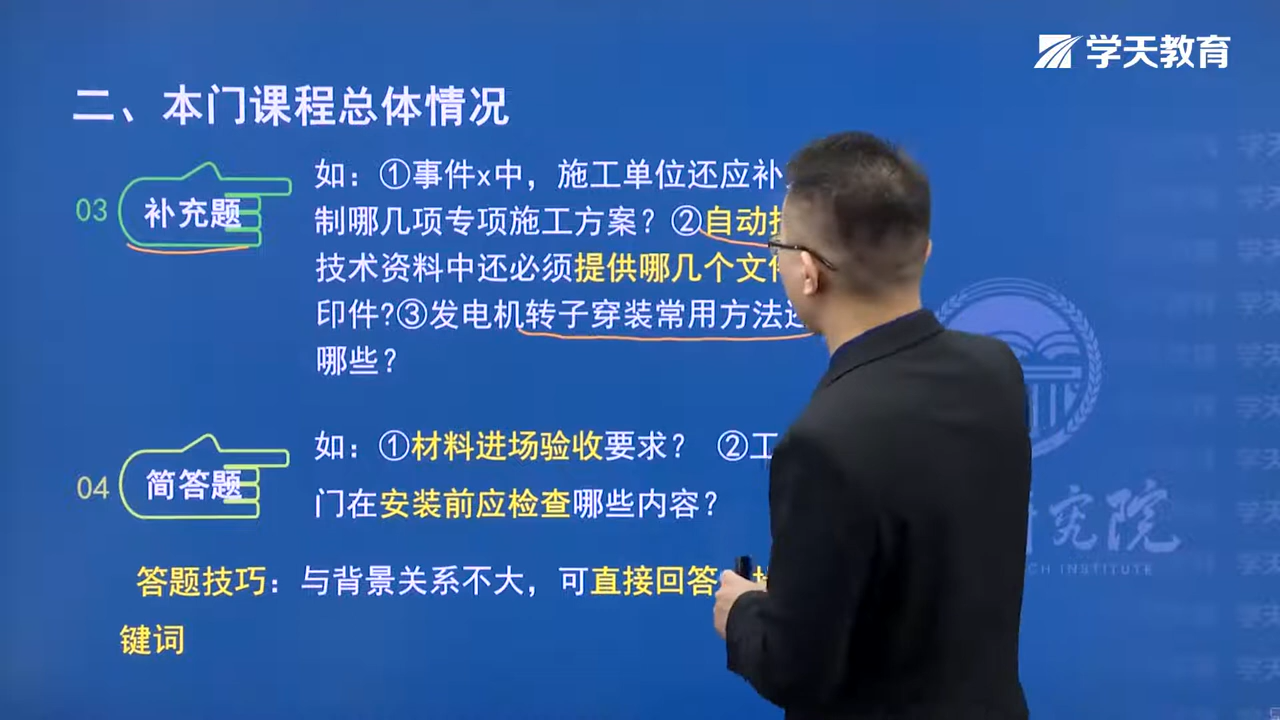 学天教育
二、本门课程总体情况
03
补充题
如：①事件x中，施工单位还应补
制哪几项专项施工方案？②自动
技术资料中还必须提供哪几个文件
印件?③发电机转子穿装常用方法
哪些？
04
简答题
如：①材料进场验收要求？ ②工
门在安装前应检查哪些内容？
答题技巧：与背景关系不大，可直接回答
键词
究院
CH INSTITUTE